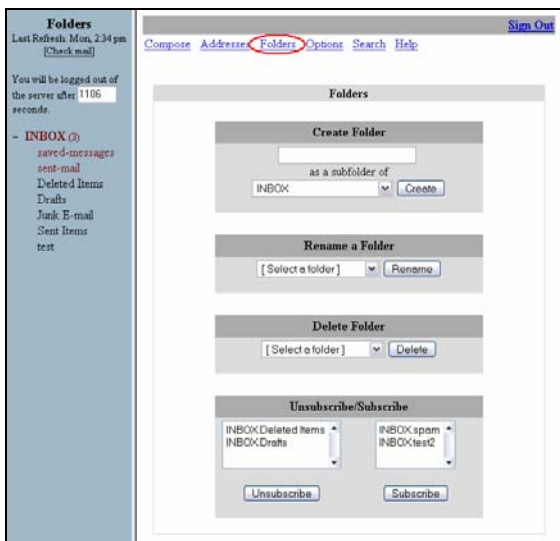 Folders
Last Refresh: Mon, 2:34 pm
[Check mail]
You will be logged out of
the server after 1106
seconds.
- INBOX (3)
saved-messages
sent-mail
Deleted Items
Drafts
Junk E-mail
Sent Items
test
Sign Out
Compose Addresses Folders Options Search Help
Folders
Create Folder
as a subfolder of
INBOX Create
Rename a Folder
[ Select a folder ] Rename
Delete Folder
[ Select a folder ] Delete
Unsubscribe/Subscribe
INBOX.Deleted Items INBOX.spam
INBOX.Drafts INBOX.test2
Unsubscribe Subscribe